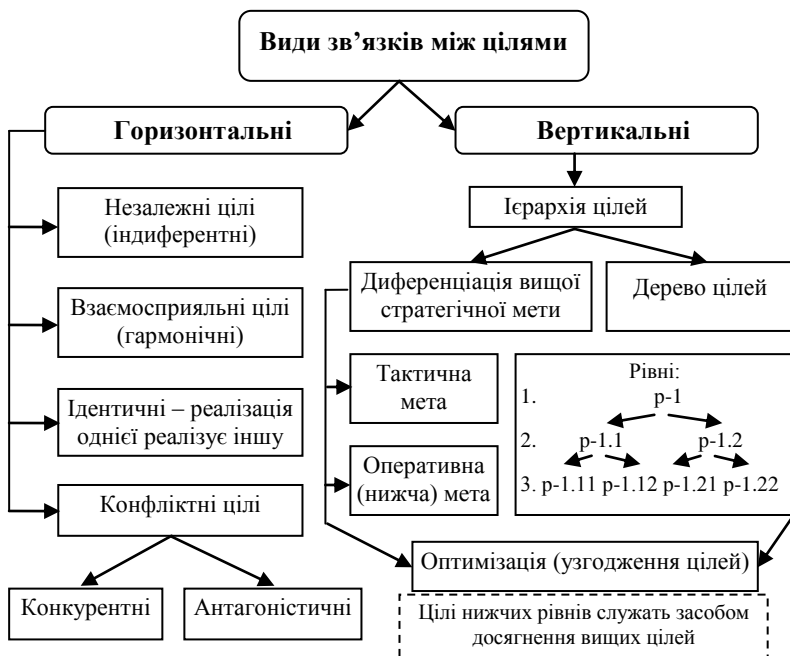 Види зв’язків між цілями
Горизонтальні
Вертикальні
Незалежні цілі
(індиферентні)
Взаємосприяльні цілі
(гармонічні)
Ідентичні – реалізація
однієї реалізує іншу
Конфліктні цілі
Конкурентні
Антагоністичні
Ієрархія цілей
Диференціація вищої
стратегічної мети
Дерево цілей
Тактична
мета
Оперативна
(нижча) мета
Рівні:
1. р-1
2. р-1.1 р-1.2
3. р-1.11 р-1.12 р-1.21 р-1.22
Оптимізація (узгодження цілей)
Цілі нижчих рівнів служать засобом
досягнення вищих цілей